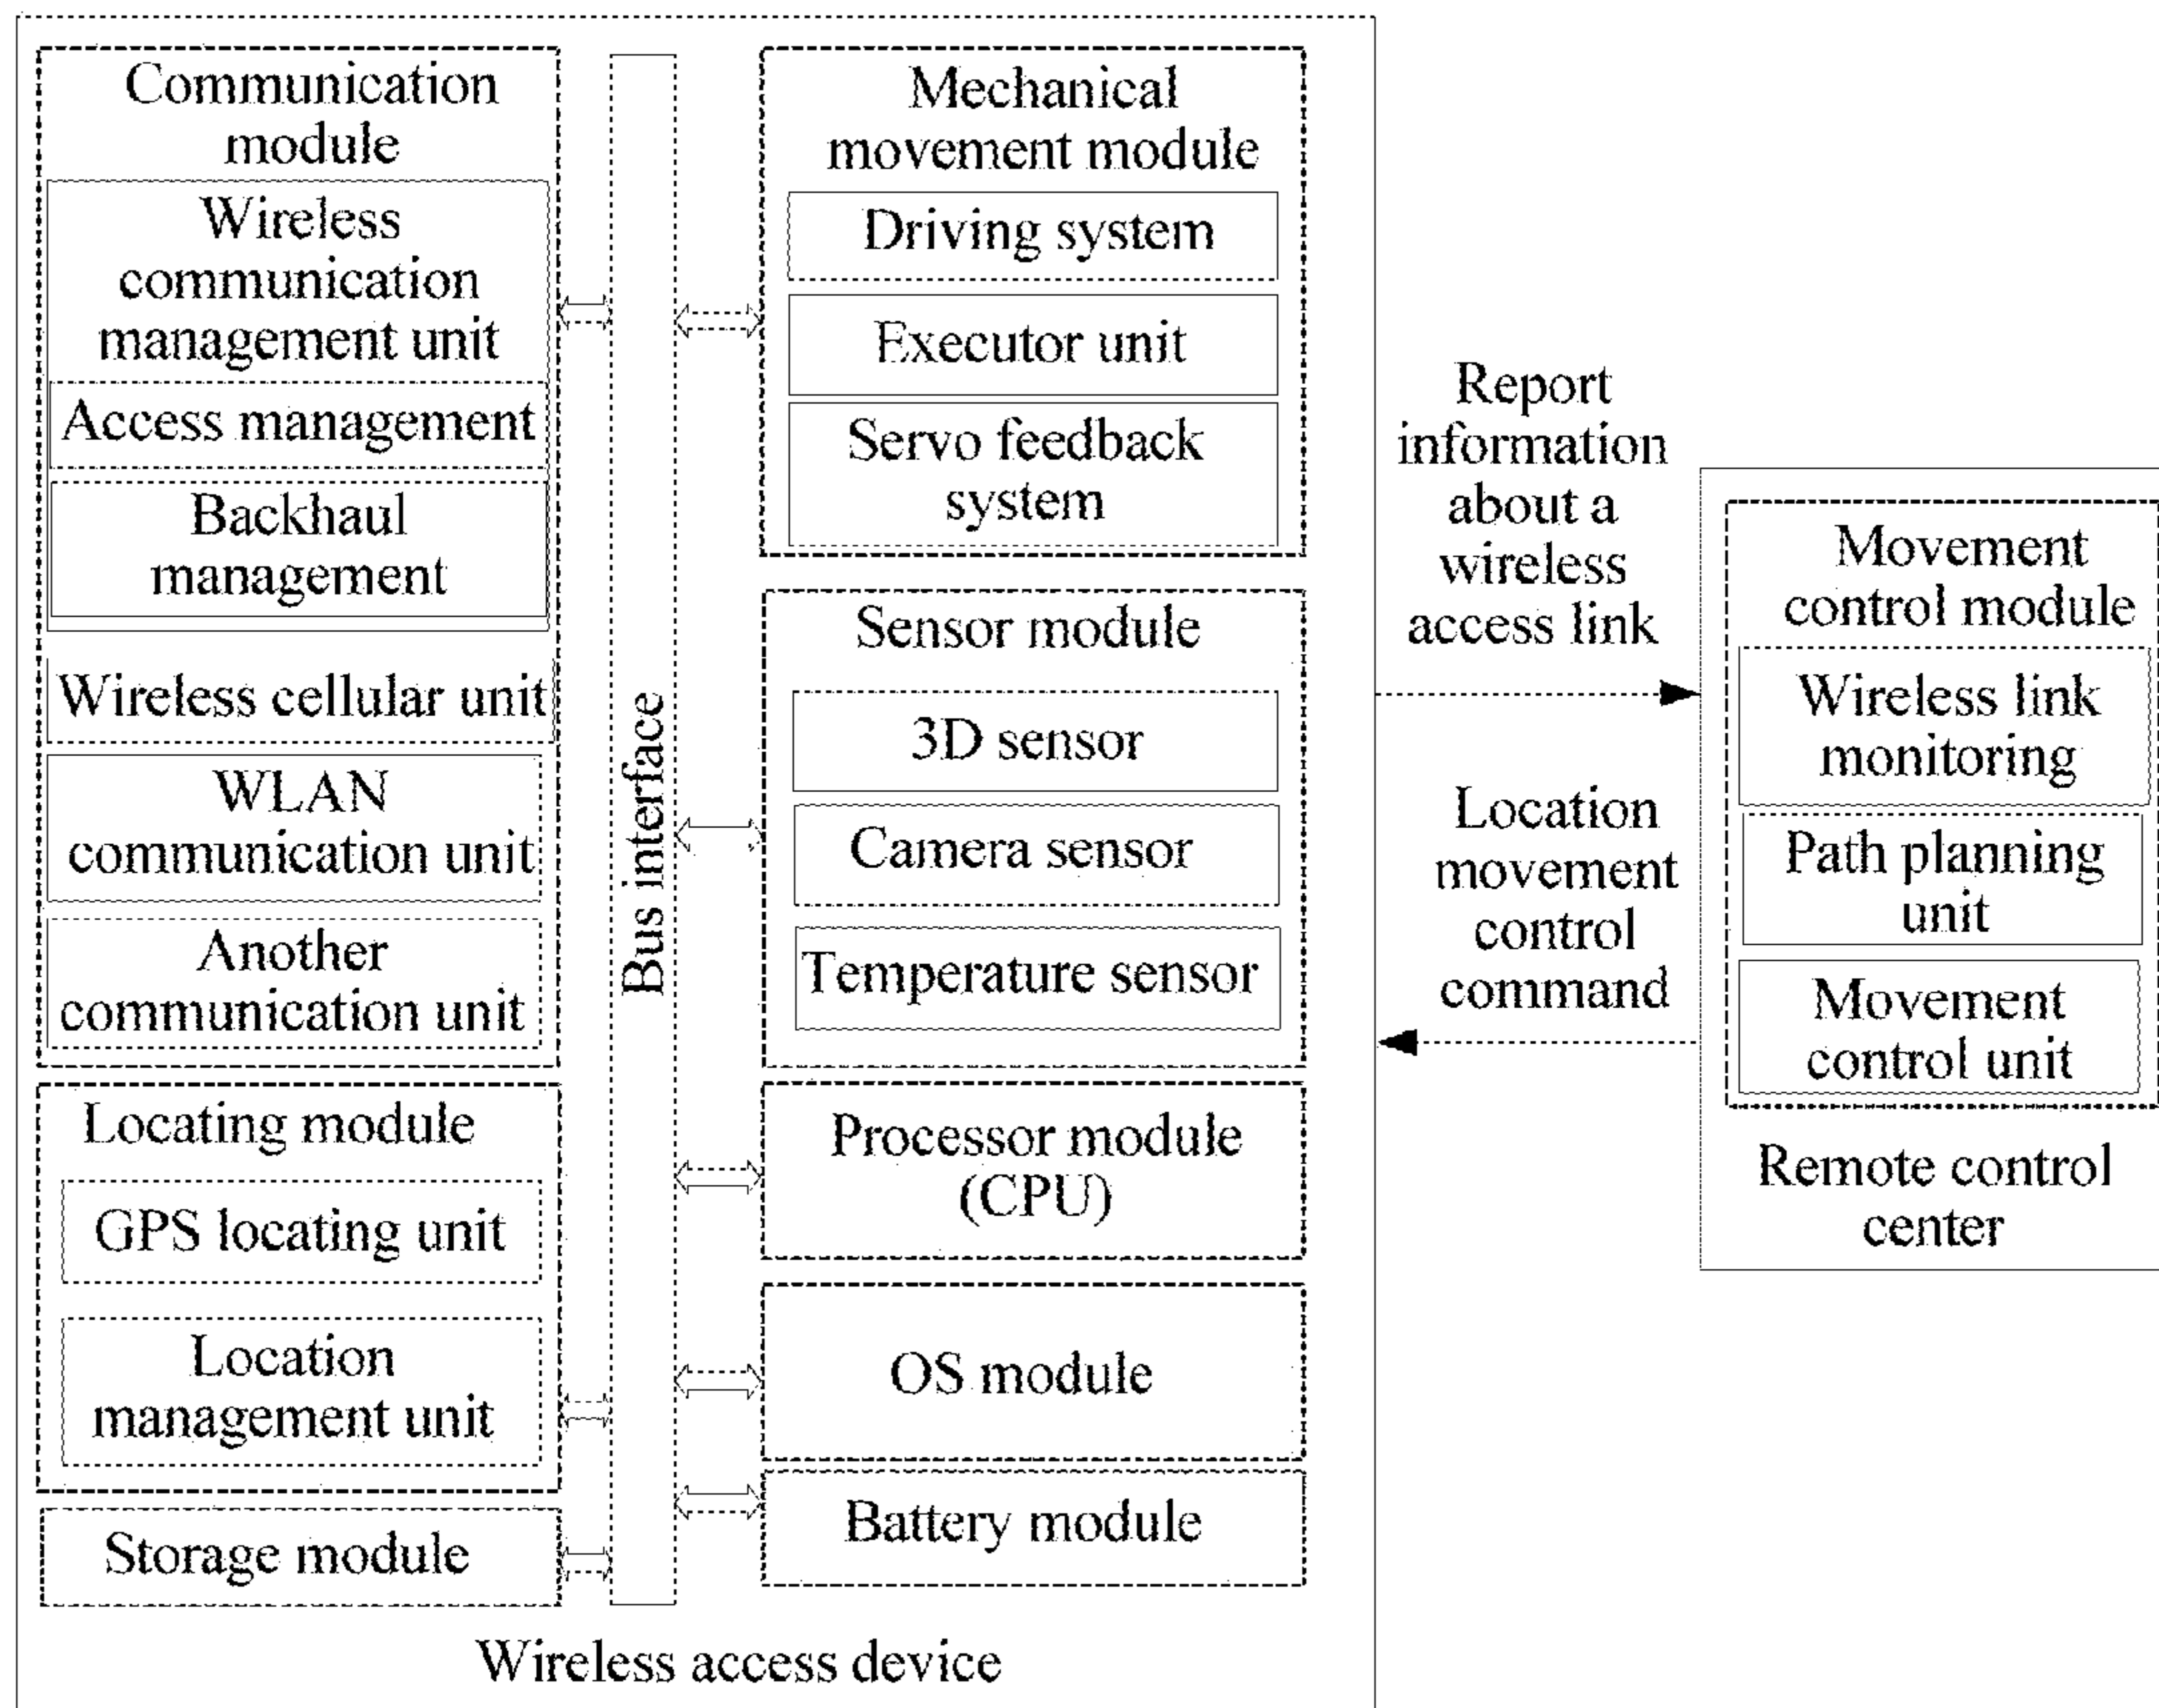 Communication
module
Wireless
communication
management unit
Access management
Backhaul
management
Wireless cellular unit
WLAN
communication unit
Another
communication unit
Locating module
GPS locating unit
Location
management unit
Storage module
Bus interface
Mechanical
movement module
Driving system
Executor unit
Servo feedback
system
Sensor module
3D sensor
Camera sensor
Temperature sensor
Processor module
(CPU)
OS module
Battery module
Wireless access device
Report
information
about a
wireless
access link
Location
movement
control
command
Movement
control module
Wireless link
monitoring
Path planning
unit
Movement
control unit
Remote control
center